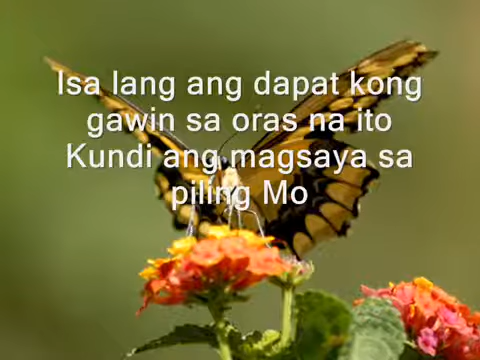 Isa lang ang dapat kong
gawin sa oras na ito
Kundi ang magsaya sa
piling Mo